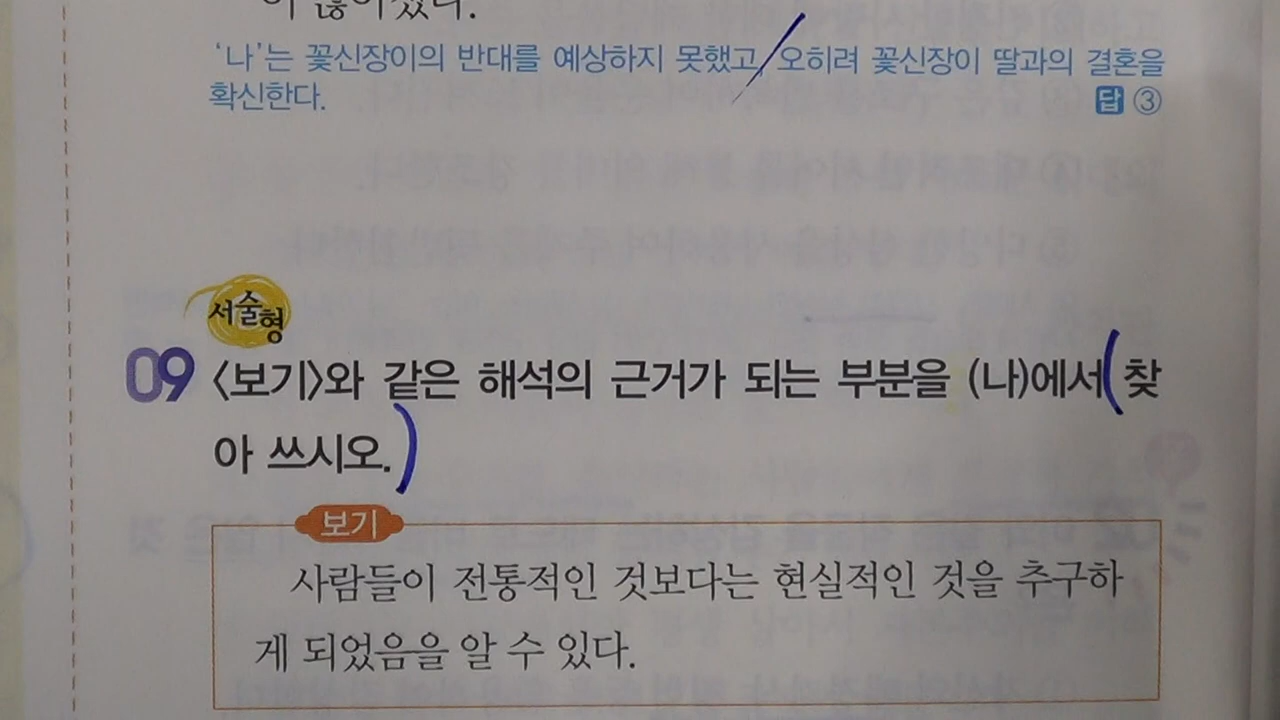 이 많아졌다.
‘나’는 꽃신장이의 반대를 예상하지 못했고, 오히려 꽃신장이 딸과의 결혼을
확신한다. 답 ③
서술형
09 〈보기〉와 같은 해석의 근거가 되는 부분을 (나)에서 찾
아 쓰시오.
보기
사람들이 전통적인 것보다는 현실적인 것을 추구하
게 되었음을 알 수 있다.